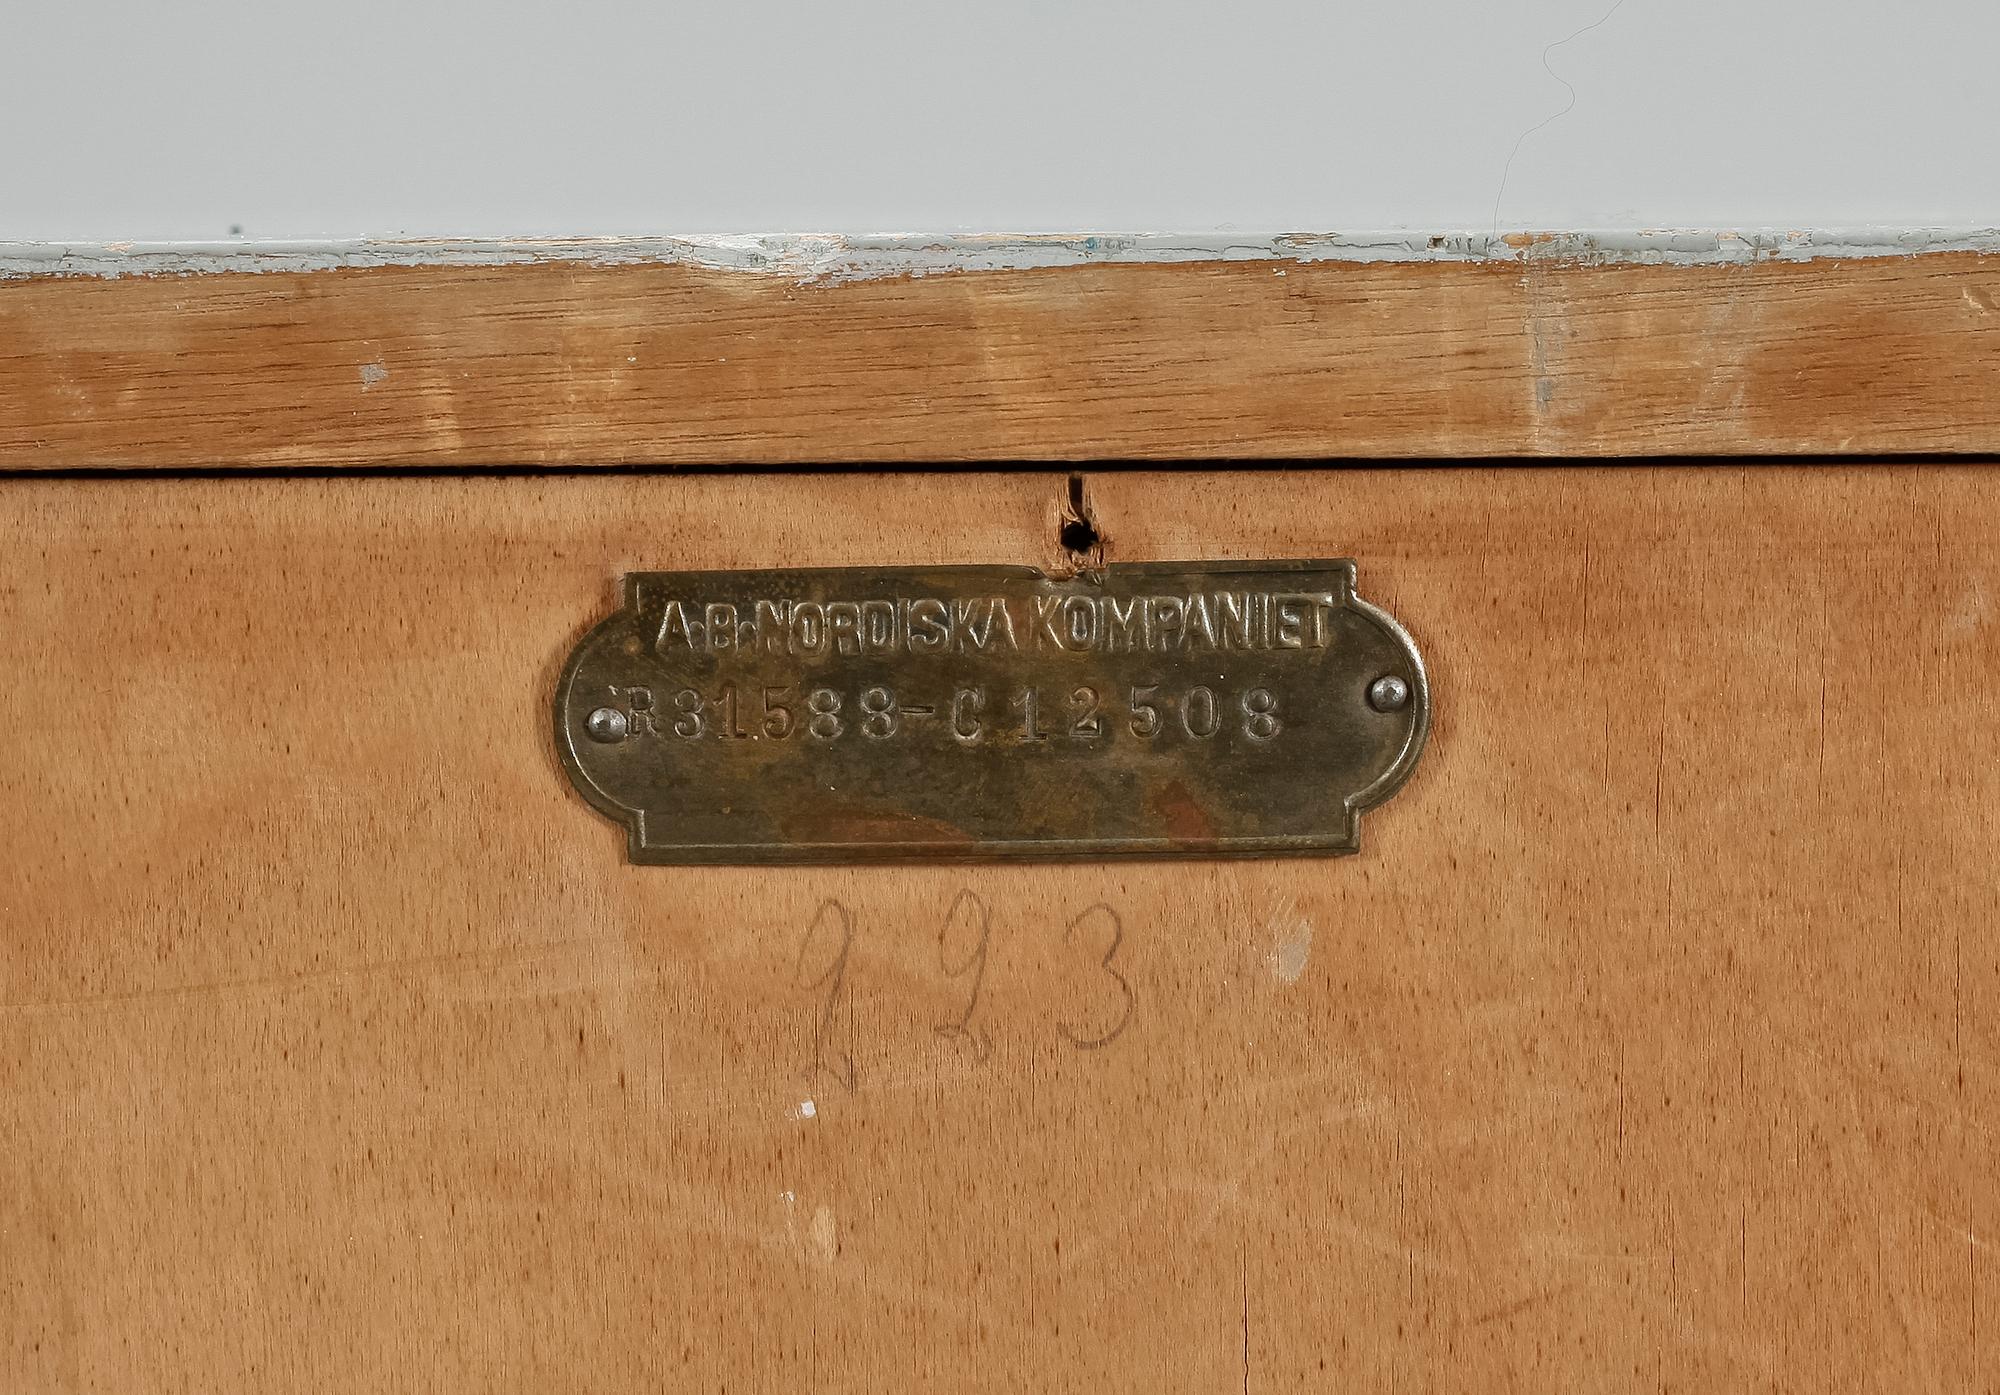 A.B. NORDISKA KOMPANIET
R31588-C12508
223